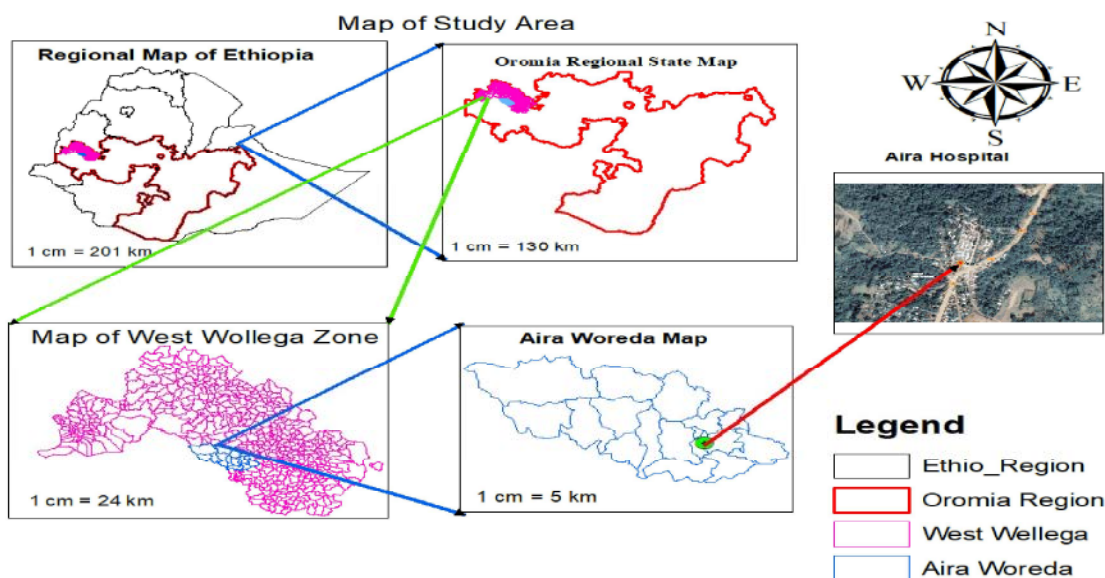 Map of Study Area
Regional Map of Ethiopia
1 cm = 201 km
Oromia Regional State Map
1 cm = 130 km
N
W
E
S
Aira Hospital
Map of West Wollega Zone
1 cm = 24 km
Aira Woreda Map
1 cm = 5 km
Legend
Ethio_Region
Oromia Region
West Wellega
Aira Woreda